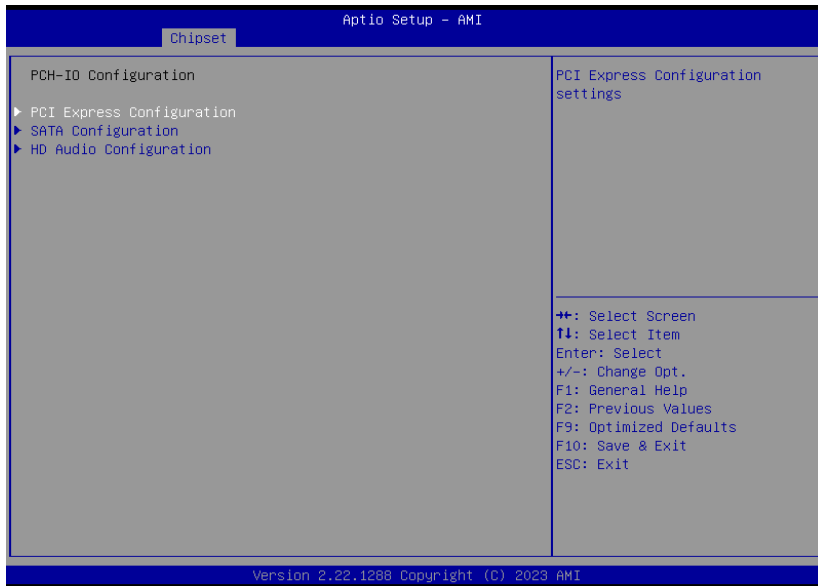 Aptio Setup - AMI
Chipset
PCH-IO Configuration
▶ PCI Express Configuration
▶ SATA Configuration
▶ HD Audio Configuration
PCI Express Configuration
settings
→←: Select Screen
↑↓: Select Item
Enter: Select
+/-: Change Opt.
F1: General Help
F2: Previous Values
F9: Optimized Defaults
F10: Save & Exit
ESC: Exit
Version 2.22.1288 Copyright (C) 2023 AMI